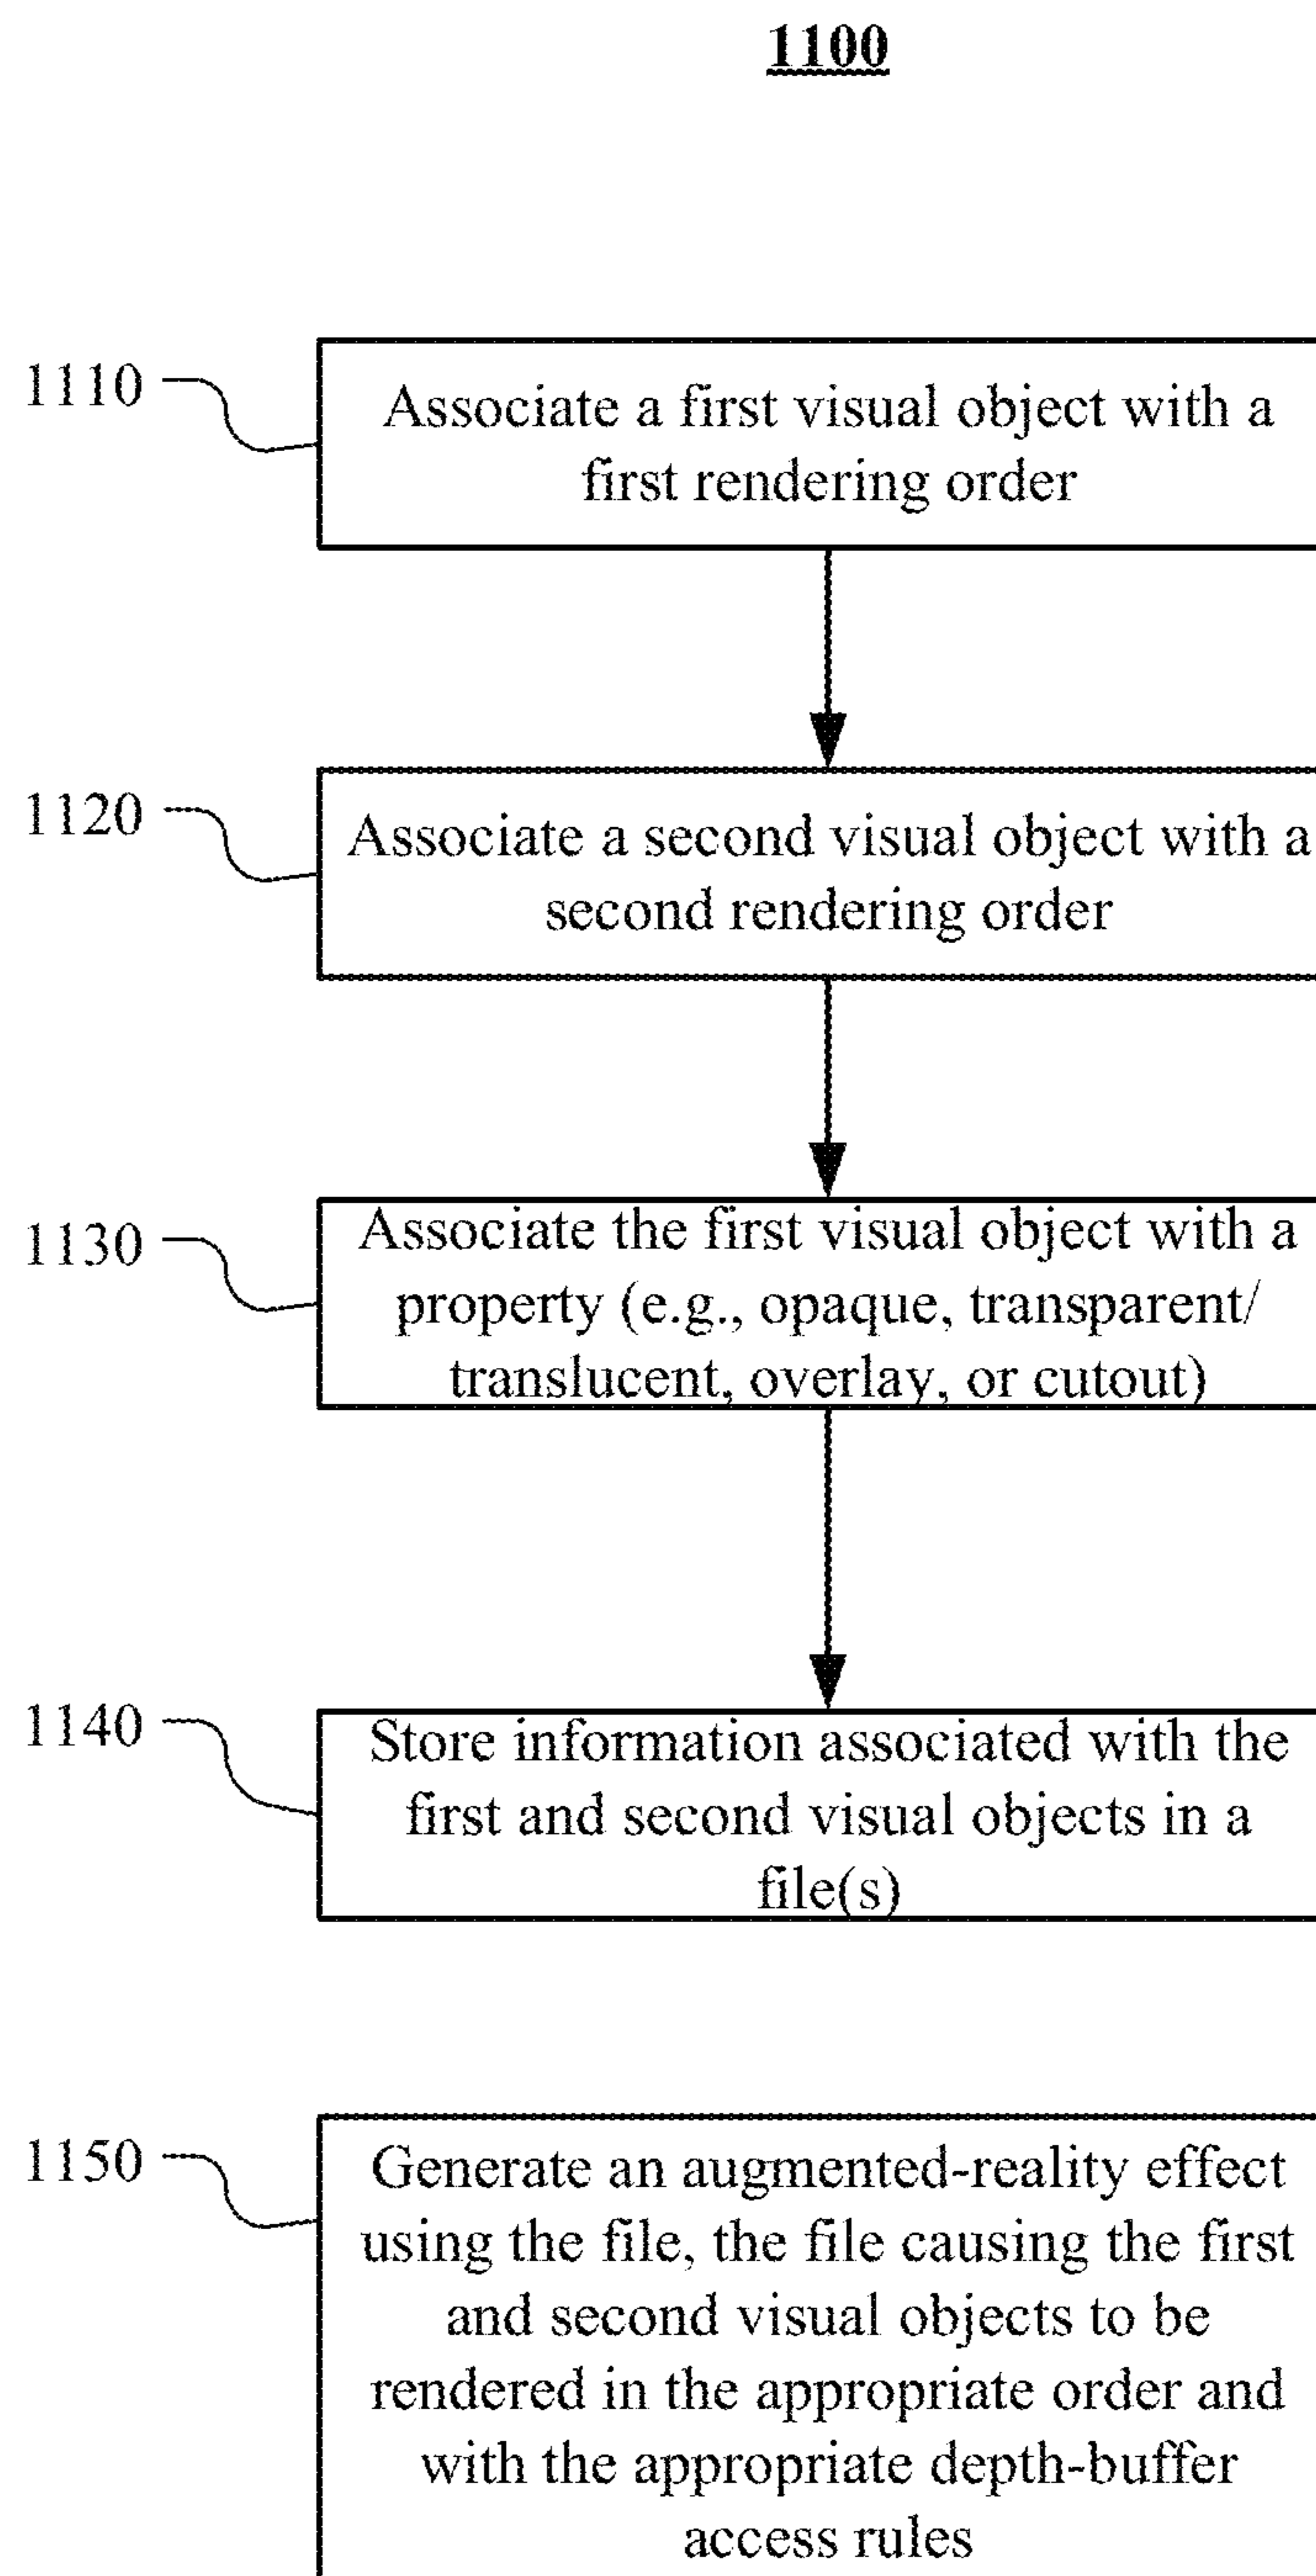 1100
1110
Associate a first visual object with a
first rendering order
1120
Associate a second visual object with a
second rendering order
1130
Associate the first visual object with a
property (e.g., opaque, transparent/
translucent, overlay, or cutout)
1140
Store information associated with the
first and second visual objects in a
file(s)
1150
Generate an augmented-reality effect
using the file, the file causing the first
and second visual objects to be
rendered in the appropriate order and
with the appropriate depth-buffer
access rules